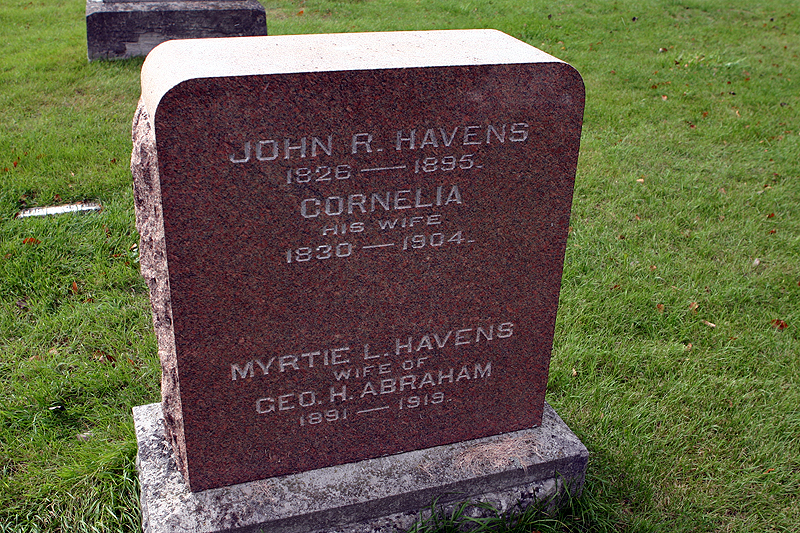 JOHN R. HAVENS
1826 — 1895.
CORNELIA
HIS WIFE
1830 — 1904.
MYRTIE L. HAVENS
WIFE OF
GEO. H. ABRAHAM
1891 — 1919.